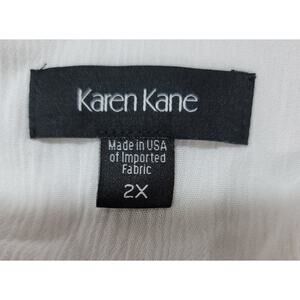 Karen Kane
Made in USA
of Imported
Fabric
2X